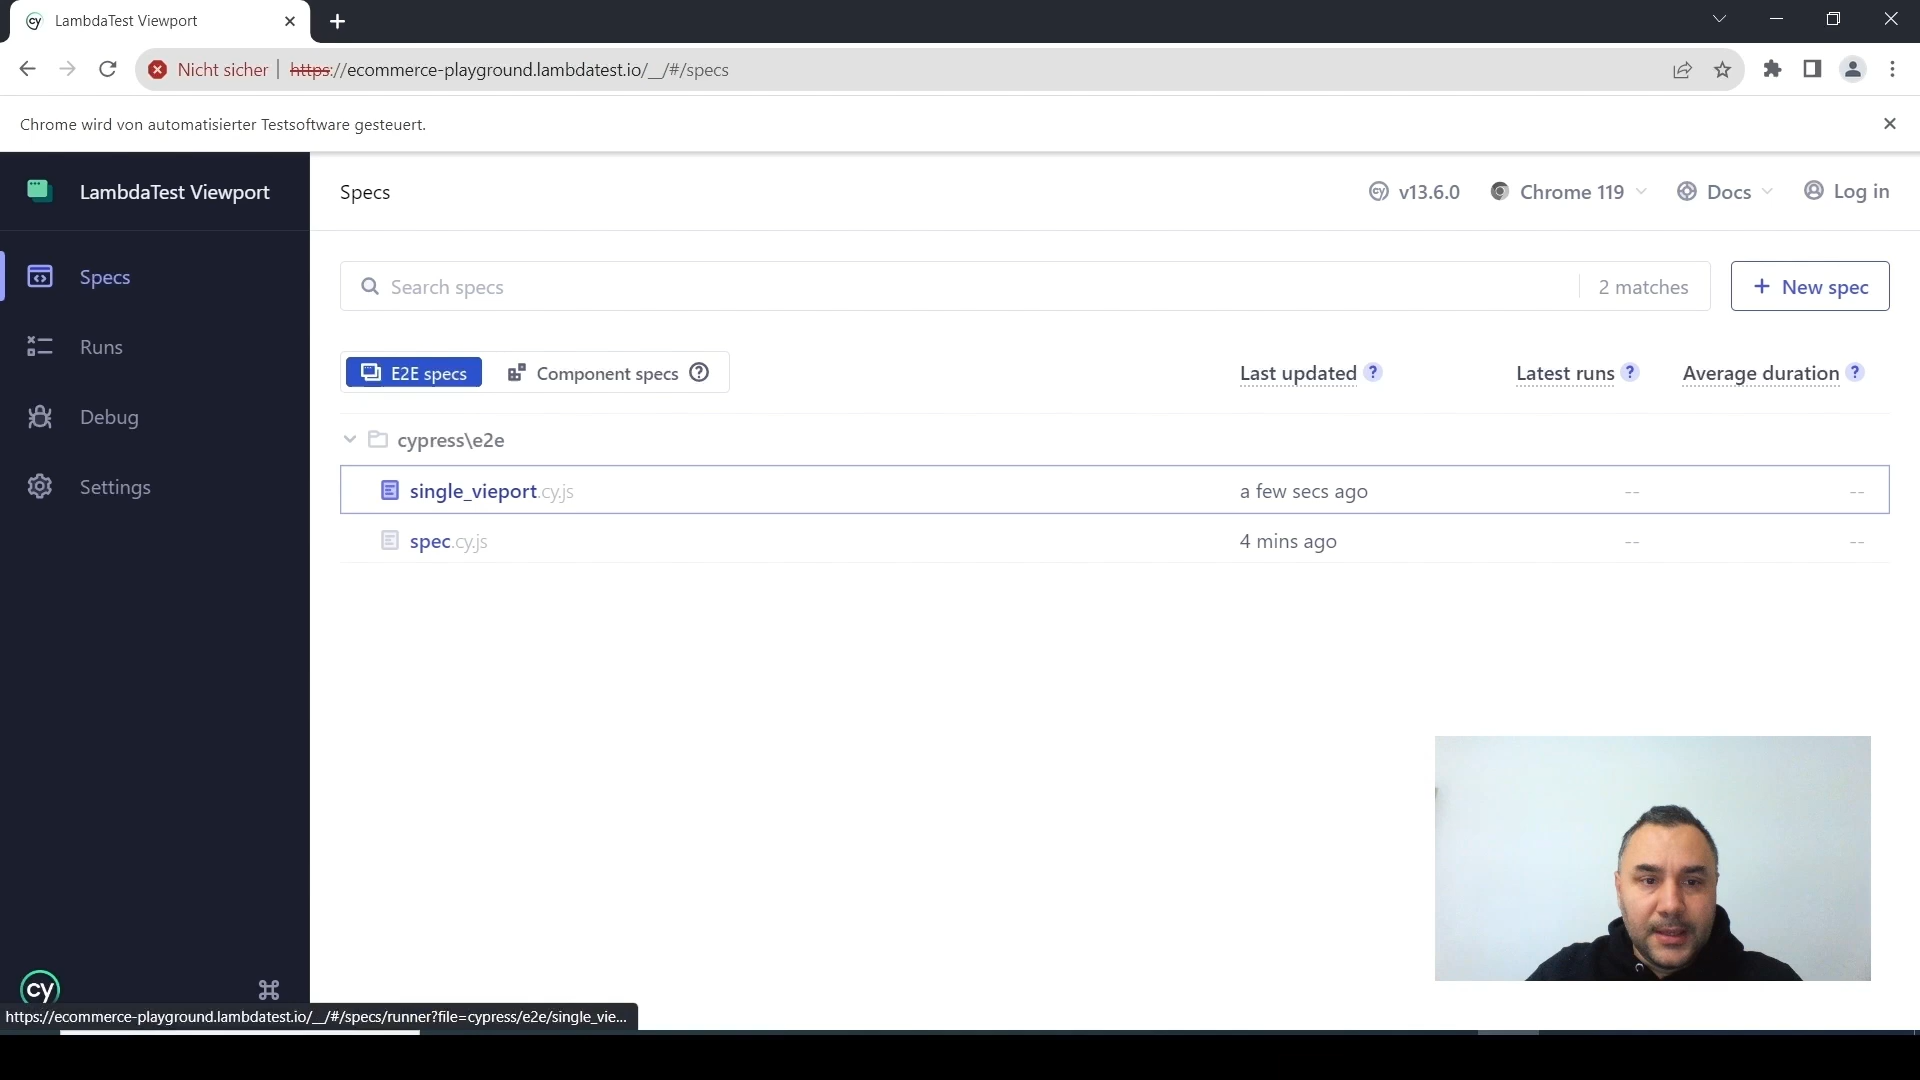 LambdaTest Viewport
Nicht sicher
https://ecommerce-playground.lambdatest.io/__/#/specs
Chrome wird von automatisierter Testsoftware gesteuert.
LambdaTest Viewport
Specs
v13.6.0
Chrome 119
Docs
Log in
Specs
Runs
Debug
Settings
Search specs
2 matches
+ New spec
E2E specs
Component specs
Last updated ?
Latest runs ?
Average duration ?
cypress\e2e
single_vieport.cy.js
a few secs ago
--
--
spec.cy.js
4 mins ago
--
--
cy
https://ecommerce-playground.lambdatest.io/__/#/specs/runner?file=cypress/e2e/single_vie...